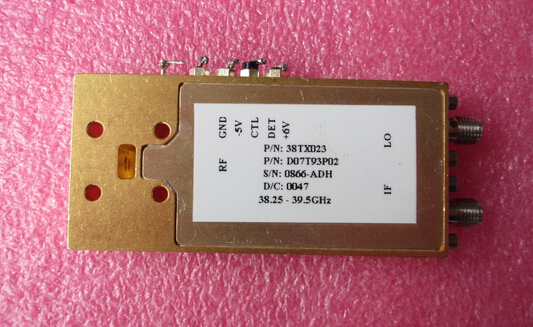 GND
-5V
CTL
DET
+6V
RF
LO
IF
P/N: 38TX023
P/N: D07T93P02
S/N: 0866-ADH
D/C: 0047
38.25 - 39.5GHz